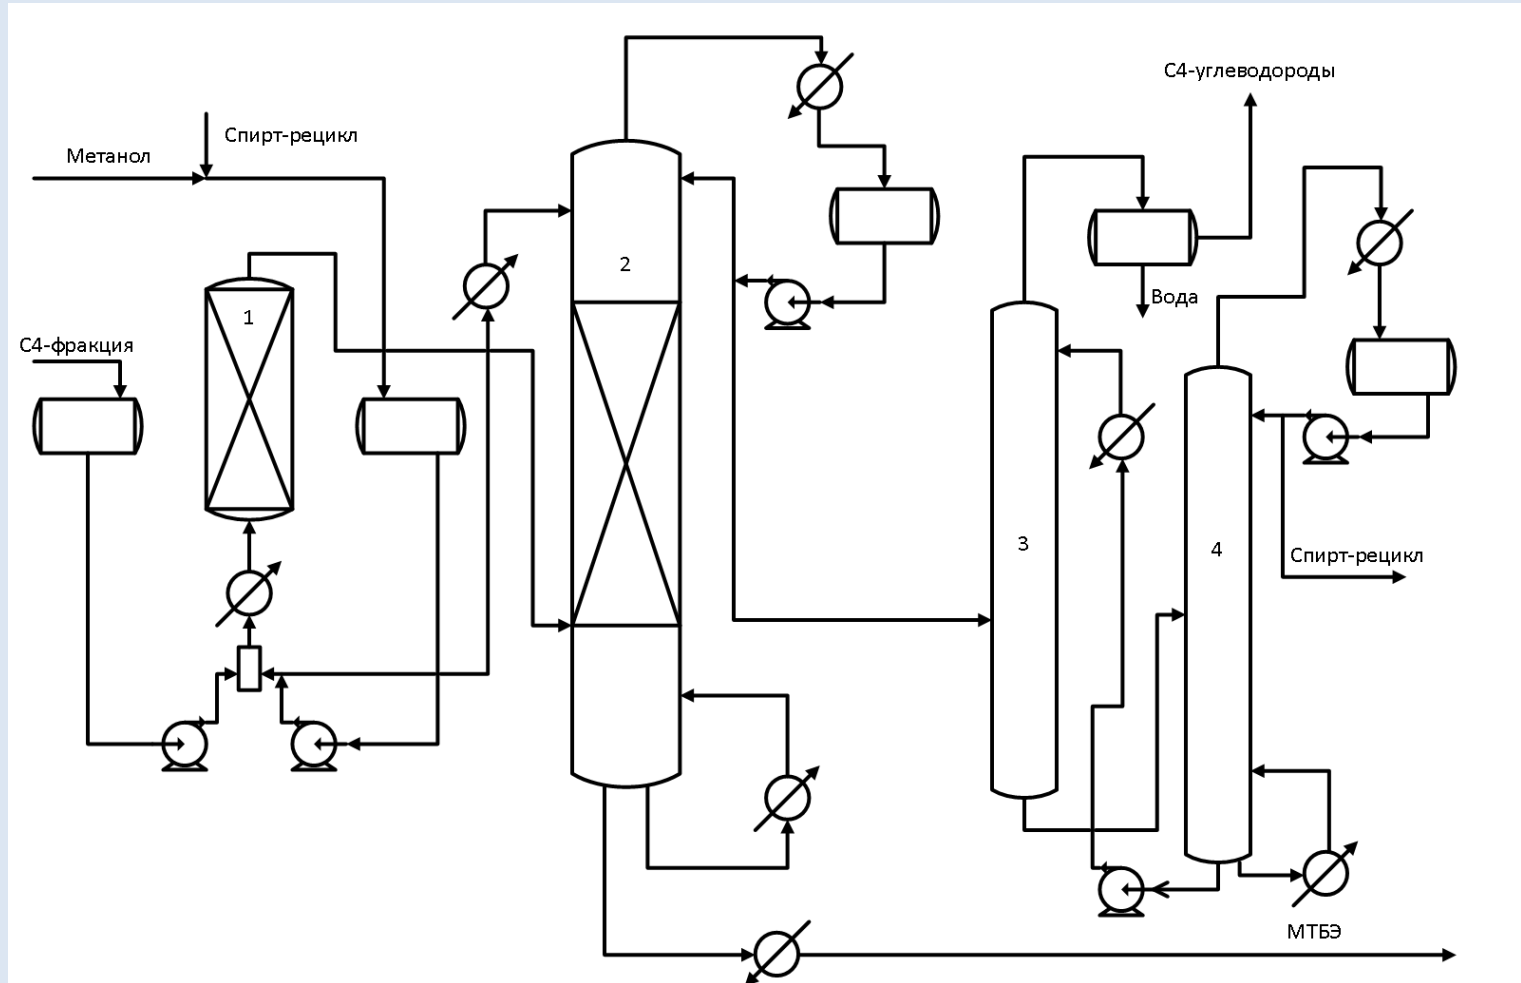 С4-углеводороды
Спирт-рецикл
Метанол
2
Вода
1
С4-фракция
3
4
Спирт-рецикл
МТБЭ